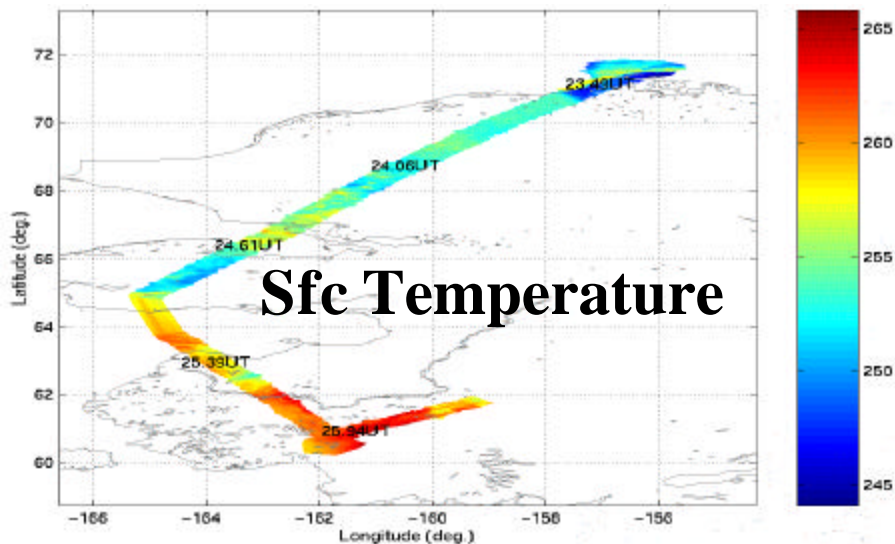 72
70
68
66
64
62
60
Latitude (deg.)
23.49UT
24.06UT
24.61UT
25.39UT
25.94UT
Sfc Temperature
-166
-164
-162
-160
-158
-156
Longitude (deg.)
265
260
255
250
245